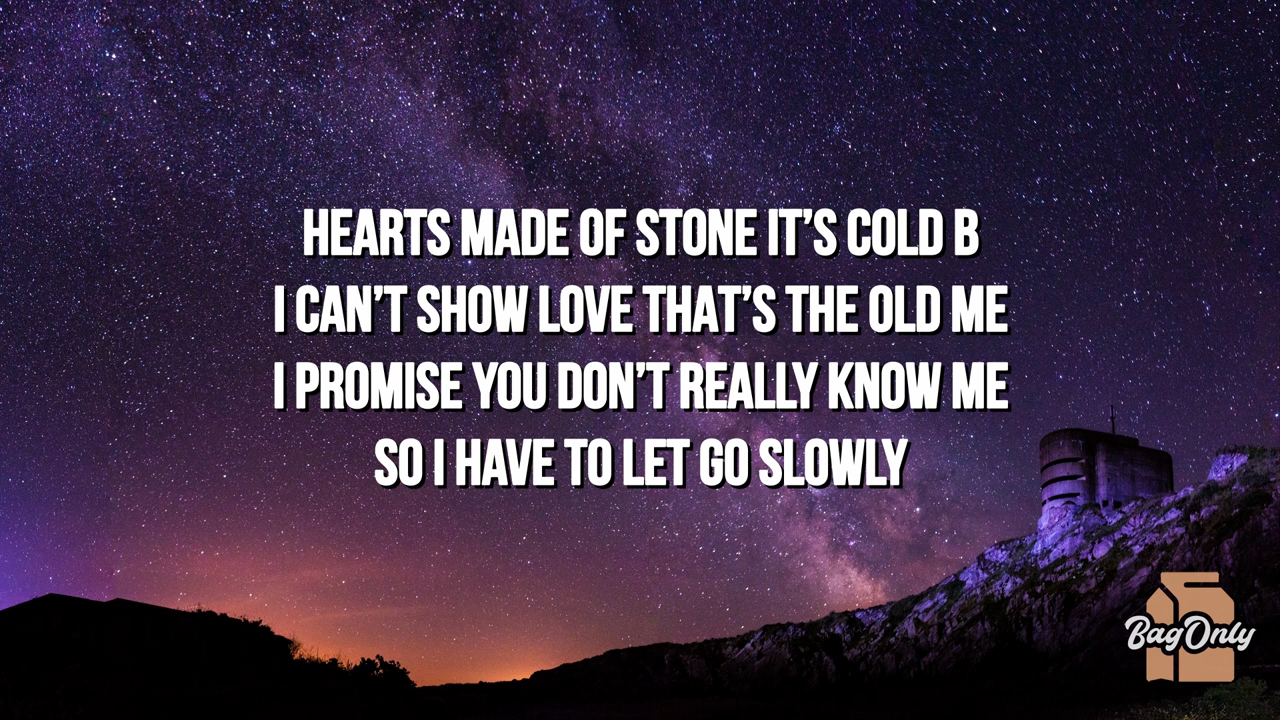 HEARTS MADE OF STONE IT'S COLD B
I CAN'T SHOW LOVE THAT'S THE OLD ME
I PROMISE YOU DON'T REALLY KNOW ME
SO I HAVE TO LET GO SLOWLY
BagOnly